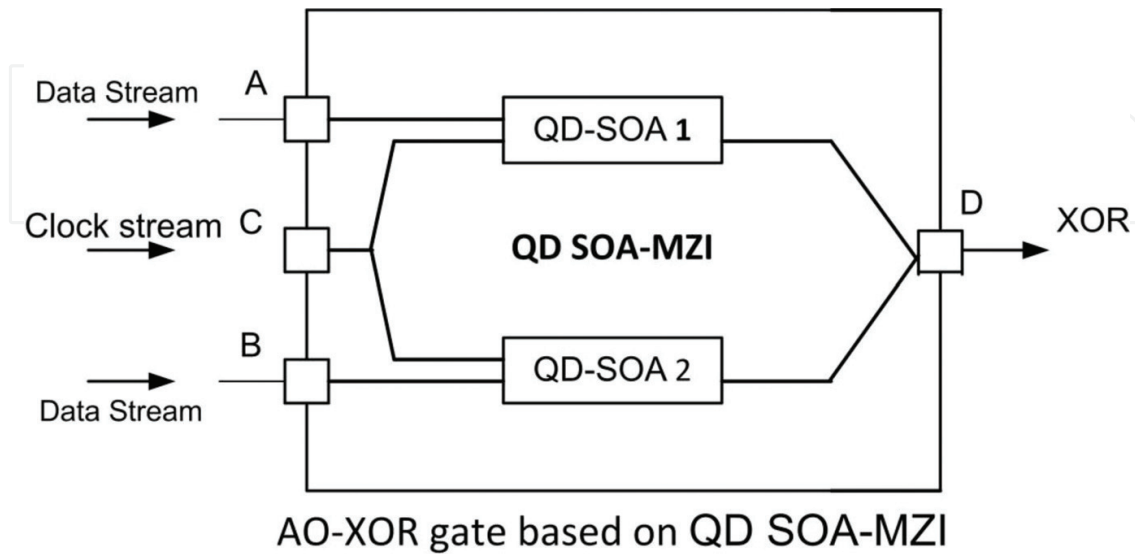 Data Stream
A
QD-SOA 1
Clock stream
C
QD SOA-MZI
D
XOR
B
QD-SOA 2
Data Stream
AO-XOR gate based on QD SOA-MZI